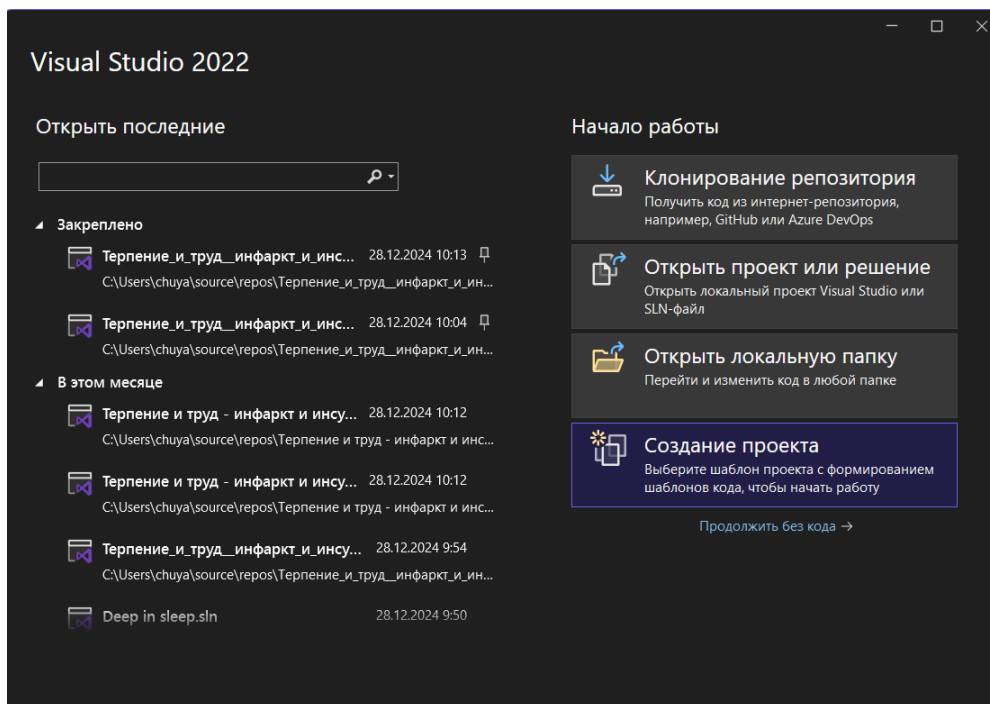 Visual Studio 2022
Открыть последние
Закреплено
Терпение_и_труд__инфаркт_и_инс... 28.12.2024 10:13
C:\Users\chuya\source\repos\Терпение_и_труд__инфаркт_и_ин...
Терпение_и_труд__инфаркт_и_инс... 28.12.2024 10:04
C:\Users\chuya\source\repos\Терпение_и_труд__инфаркт_и_ин...
В этом месяце
Терпение и труд - инфаркт и инсу... 28.12.2024 10:12
C:\Users\chuya\source\repos\Терпение и труд - инфаркт и инс...
Терпение и труд - инфаркт и инсу... 28.12.2024 10:12
C:\Users\chuya\source\repos\Терпение и труд - инфаркт и инс...
Терпение_и_труд__инфаркт_и_инсу... 28.12.2024 9:54
C:\Users\chuya\source\repos\Терпение_и_труд__инфаркт_и_ин...
Deep in sleep.sln 28.12.2024 9:50
Начало работы
Клонирование репозитория
Получить код из интернет-репозитория,
например, GitHub или Azure DevOps
Открыть проект или решение
Открыть локальный проект Visual Studio или
SLN-файл
Открыть локальную папку
Перейти и изменить код в любой папке
Создание проекта
Выберите шаблон проекта с формированием
шаблонов кода, чтобы начать работу
Продолжить без кода →